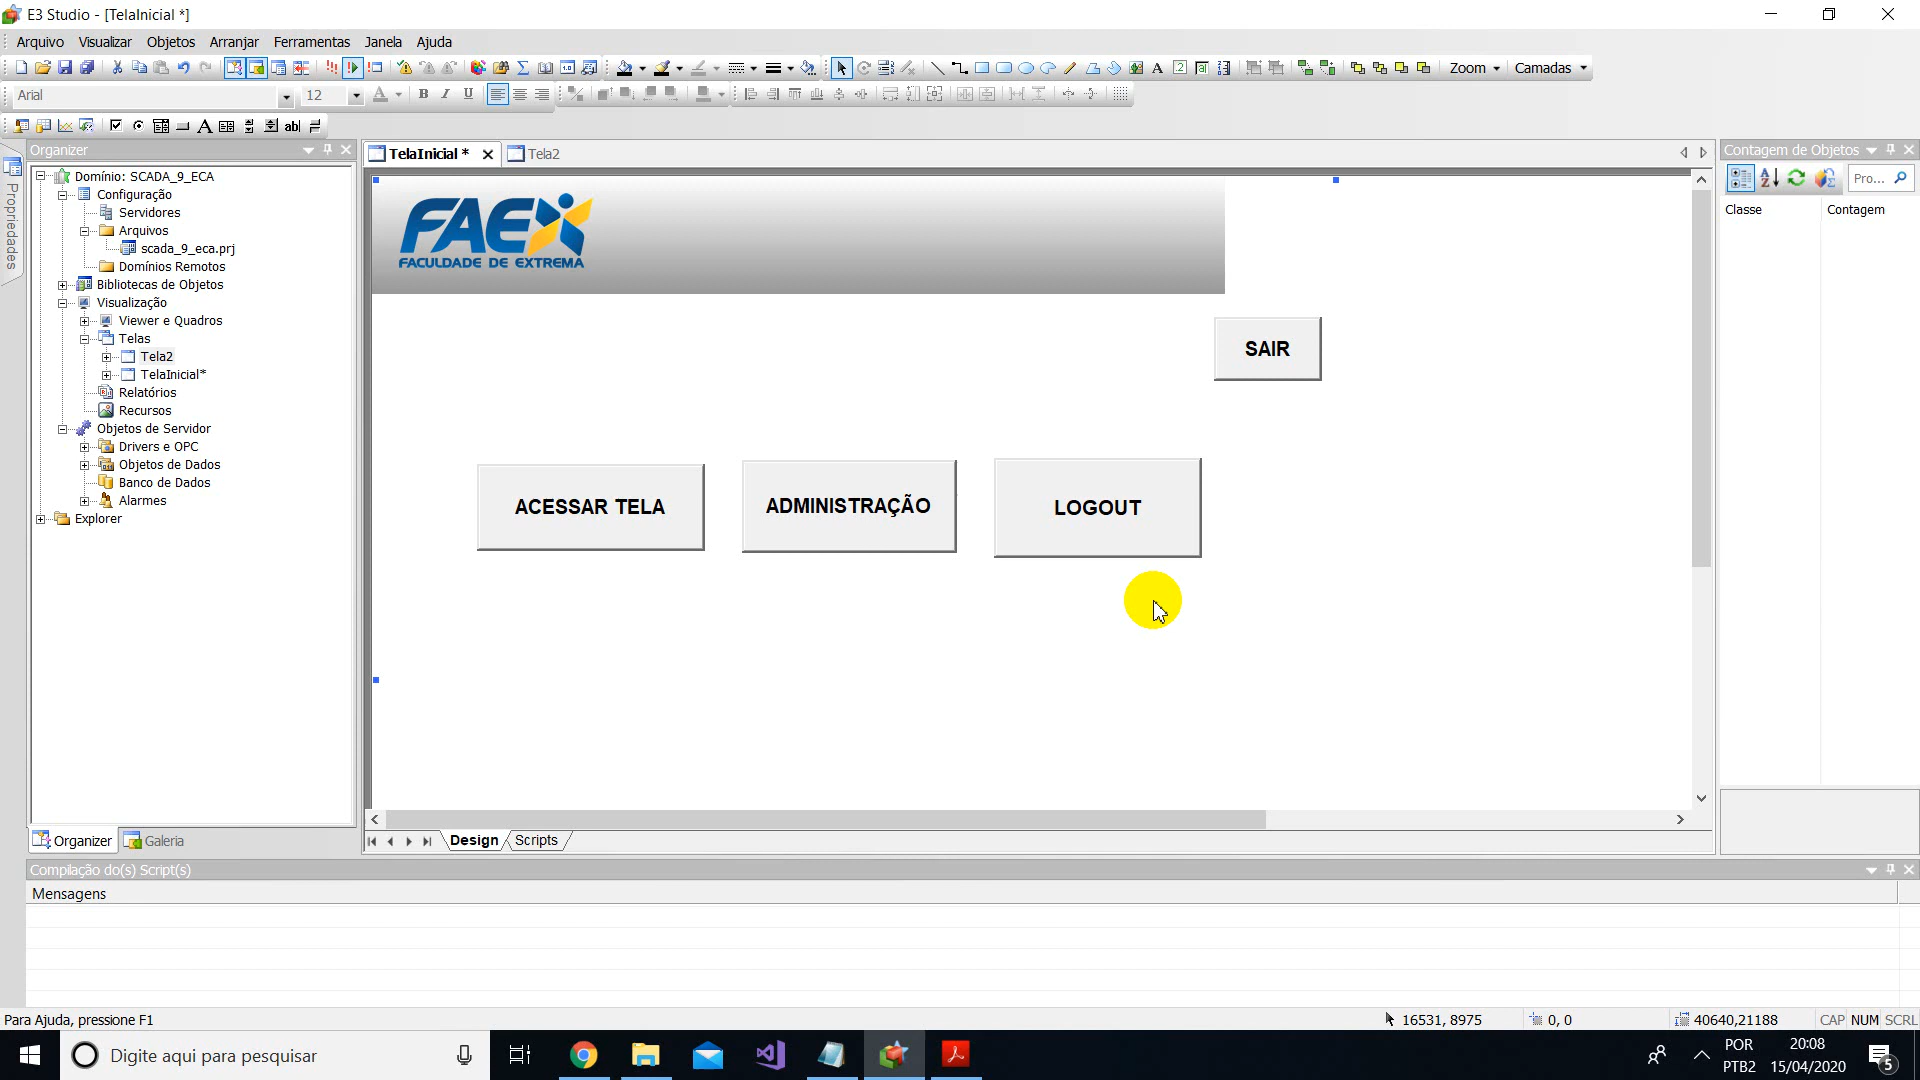 E3 Studio - [TelaInicial *]
Arquivo Visualizar Objetos Arranjar Ferramentas Janela Ajuda
Zoom Camadas
Arial 12
Organizer
TelaInicial * Tela2
Contagem de Objetos
Propriedades
Pro...
Classe Contagem
Domínio: SCADA_9_ECA
Configuração
Servidores
Arquivos
scada_9_eca.prj
Domínios Remotos
Bibliotecas de Objetos
Visualização
Viewer e Quadros
Telas
Tela2
TelaInicial*
Relatórios
Recursos
Objetos de Servidor
Drivers e OPC
Objetos de Dados
Banco de Dados
Alarmes
Explorer
FAEX
FACULDADE DE EXTREMA
SAIR
ACESSAR TELA
ADMINISTRAÇÃO
LOGOUT
Organizer Galeria
Design Scripts
Compilação do(s) Script(s)
Mensagens
Para Ajuda, pressione F1
16531, 8975
0, 0
40640,21188
CAP NUM SCRL
Digite aqui para pesquisar
POR
PTB2
20:08
15/04/2020
5